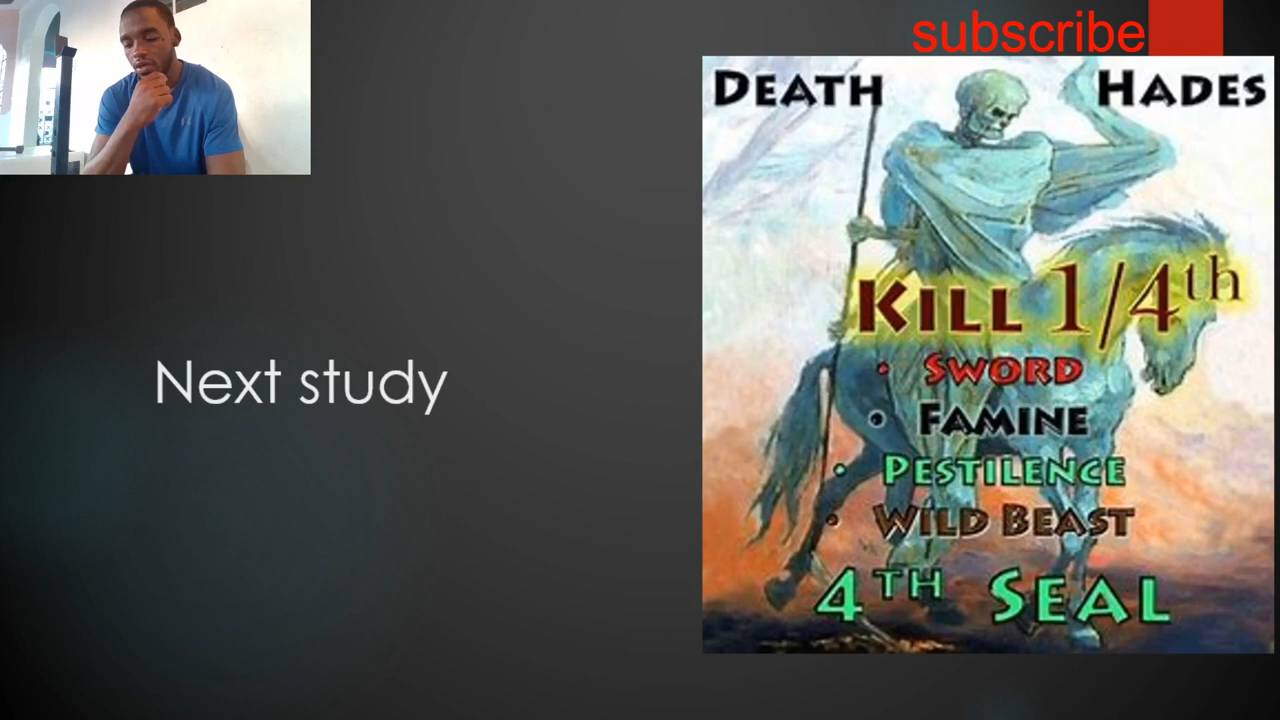 subscribe
DEATH HADES
KILL 1/4th
• SWORD
• FAMINE
• PESTILENCE
• WILD BEAST
4TH SEAL
Next study